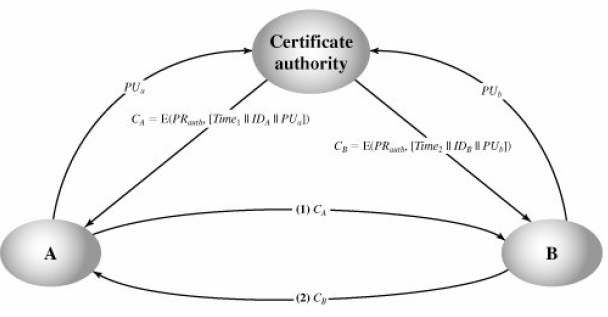 Certificate
authority
PUa
PUb
CA = E(PRauth, [Time1 || IDA || PUa])
CB = E(PRauth, [Time2 || IDB || PUb])
(1) CA
A
B
(2) CB